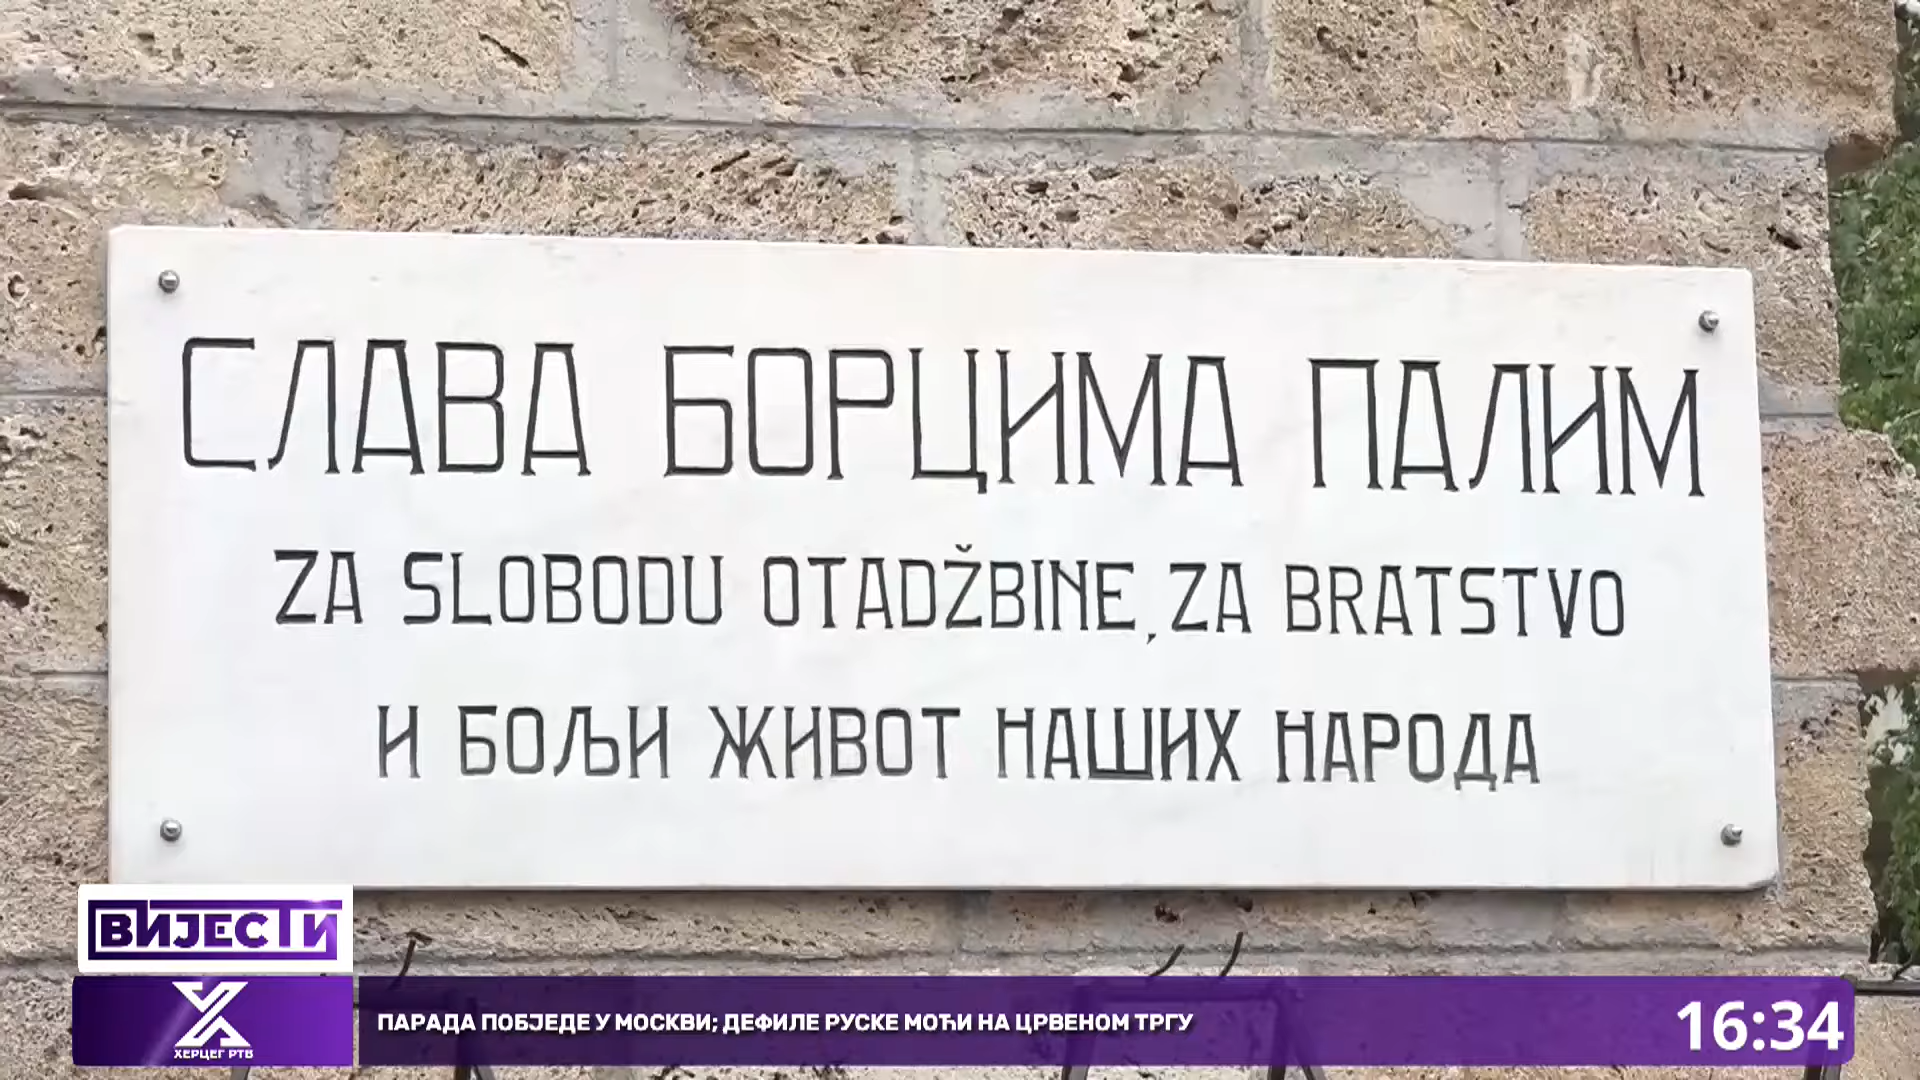 СЛАВА БОРЦИМА ПАЛИМ
ZA SLOBODU OTADŽBINE, ZA BRATSTVO
И БОЉИ ЖИВОТ НАШИХ НАРОДА
ВИЈЕСТИ
ХЕРЦЕГ РТВ
ПАРАДА ПОБЈЕДЕ У МОСКВИ; ДЕФИЛЕ РУСКЕ МОЋИ НА ЦРВЕНОМ ТРГУ
16:34